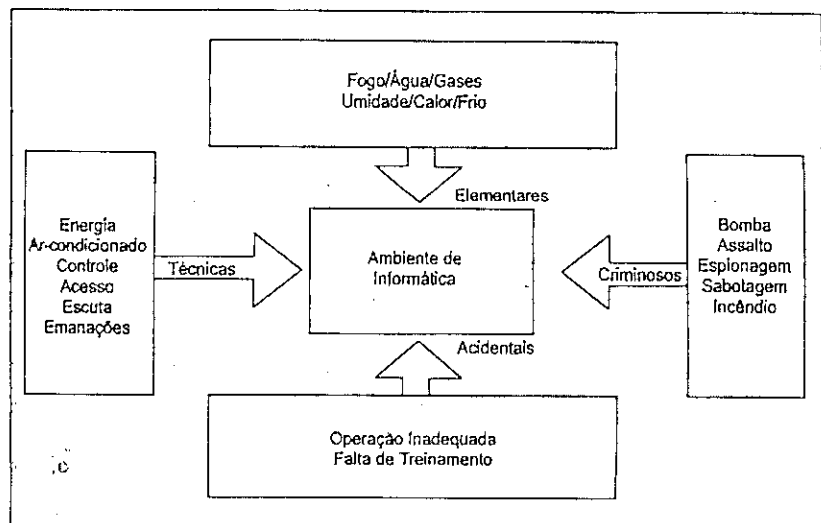 Fogo/Água/Gases
Umidade/Calor/Frio
Elementares
Energia
Ar-condicionado
Controle
Acesso
Escuta
Emanações
Técnicas
Ambiente de
Informática
Criminosos
Bomba
Assalto
Espionagem
Sabotagem
Incêndio
Acidentais
Operação Inadequada
Falta de Treinamento